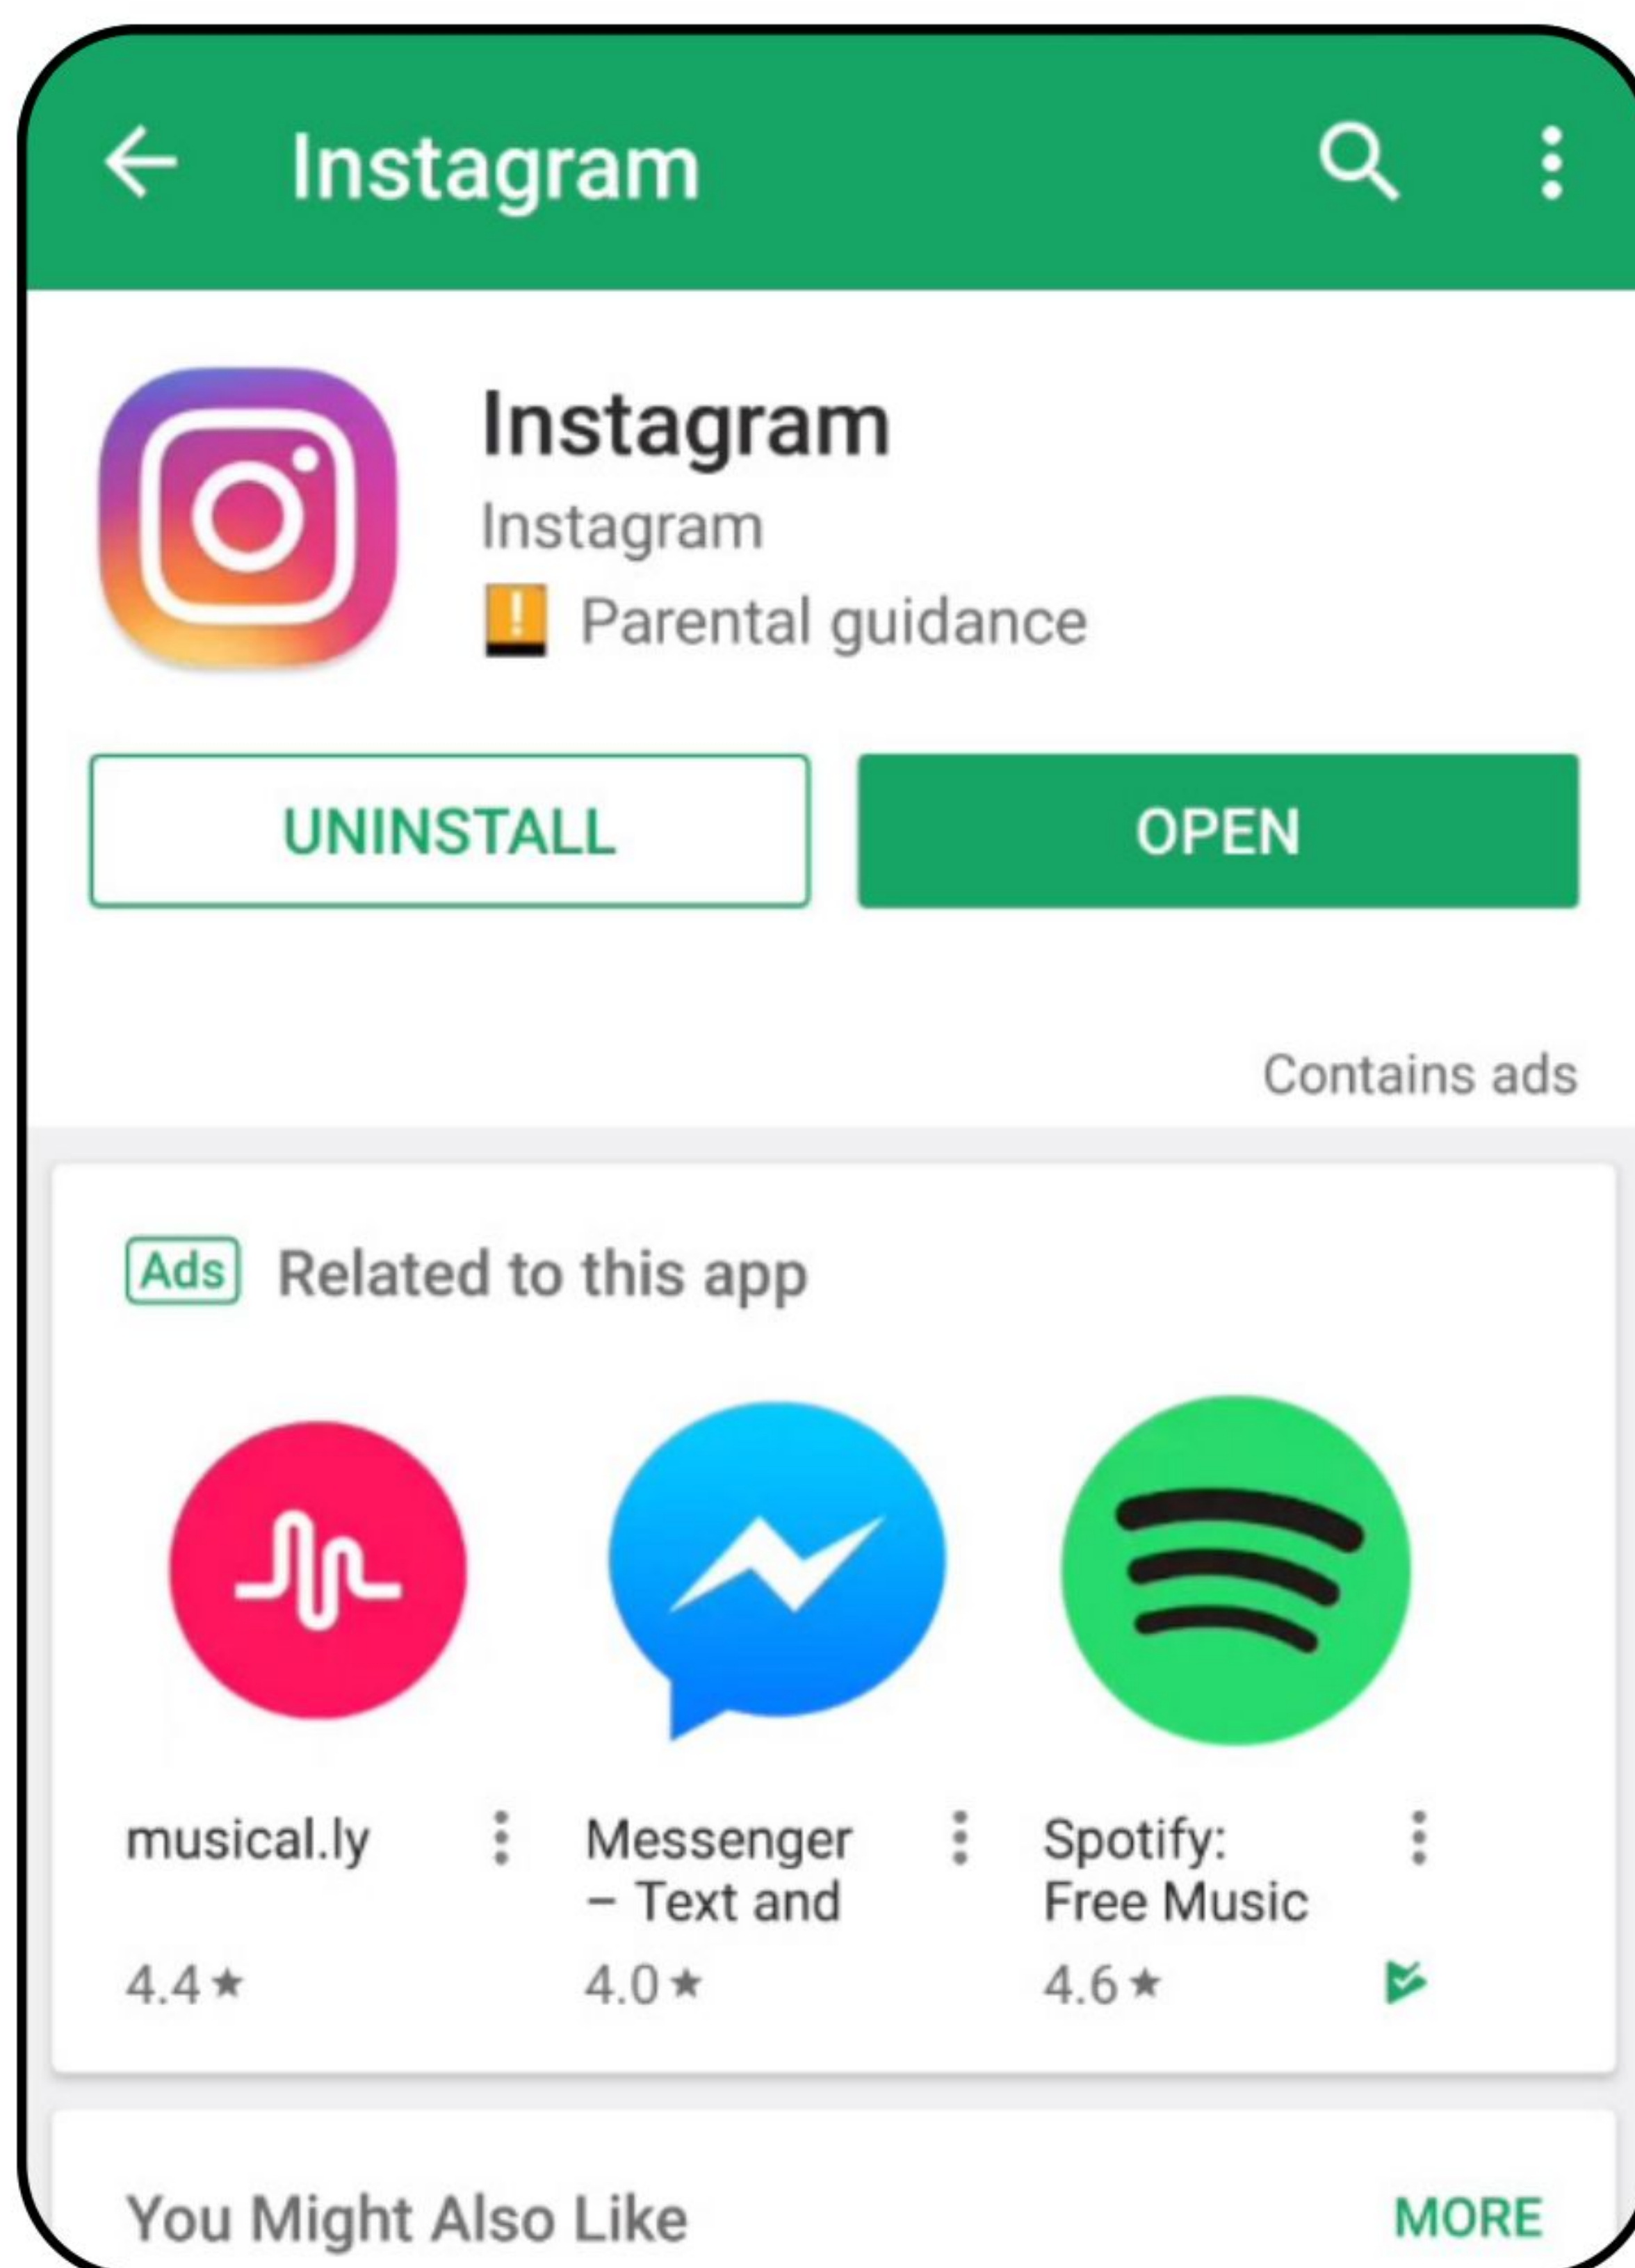 Instagram
Instagram
Instagram
! Parental guidance
UNINSTALL
OPEN
Contains ads
Ads Related to this app
musical.ly
4.4★
Messenger
– Text and
4.0★
Spotify:
Free Music
4.6★
You Might Also Like
MORE